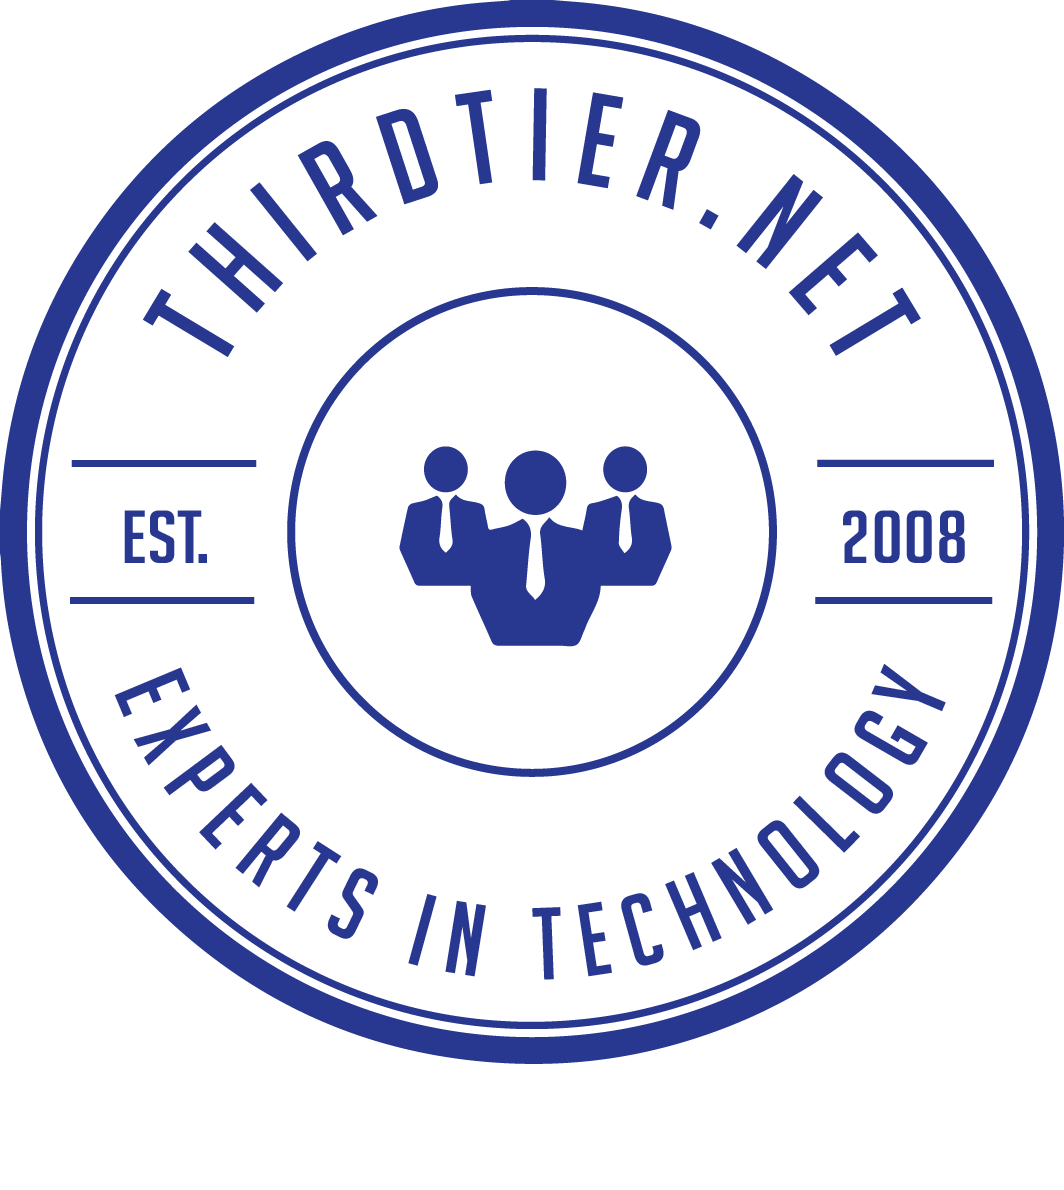 THIRDTIER.NET
EST.
2008
EXPERTS IN TECHNOLOGY